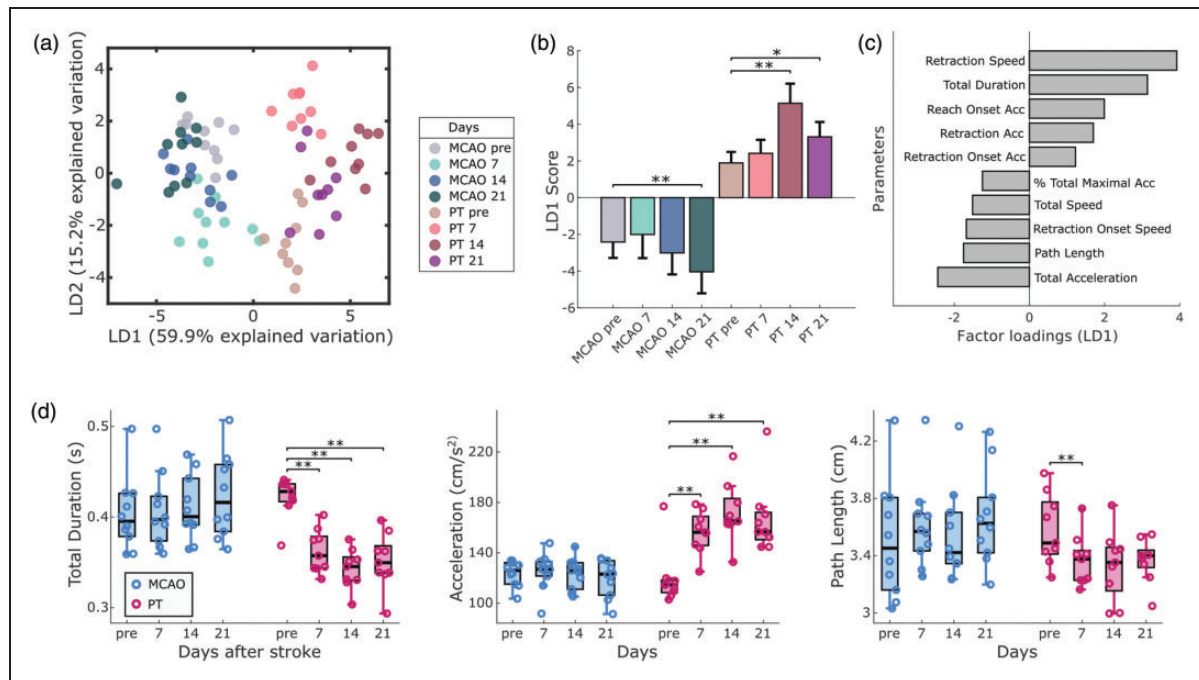 (a)
LD2 (15.2% explained variation)
4
2
0
-2
-4
-5
0
5
LD1 (59.9% explained variation)
Days
MCAO pre
MCAO 7
MCAO 14
MCAO 21
PT pre
PT 7
PT 14
PT 21
(b)
LD1 Score
8
6
4
2
0
-2
-4
-6
**
**
*
MCAO pre
MCAO 7
MCAO 14
MCAO 21
PT pre
PT 7
PT 14
PT 21
(c)
Parameters
Retraction Speed
Total Duration
Reach Onset Acc
Retraction Acc
Retraction Onset Acc
% Total Maximal Acc
Total Speed
Retraction Onset Speed
Path Length
Total Acceleration
-2
0
2
4
Factor loadings (LD1)
(d)
Total Duration (s)
0.5
0.4
0.3
**
**
**
MCAO
PT
pre 7 14 21 pre 7 14 21
Days after stroke
Acceleration (cm/s²)
220
180
140
100
**
**
**
pre 7 14 21 pre 7 14 21
Days
Path Length (cm)
4.2
3.8
3.4
3
**
pre 7 14 21 pre 7 14 21
Days